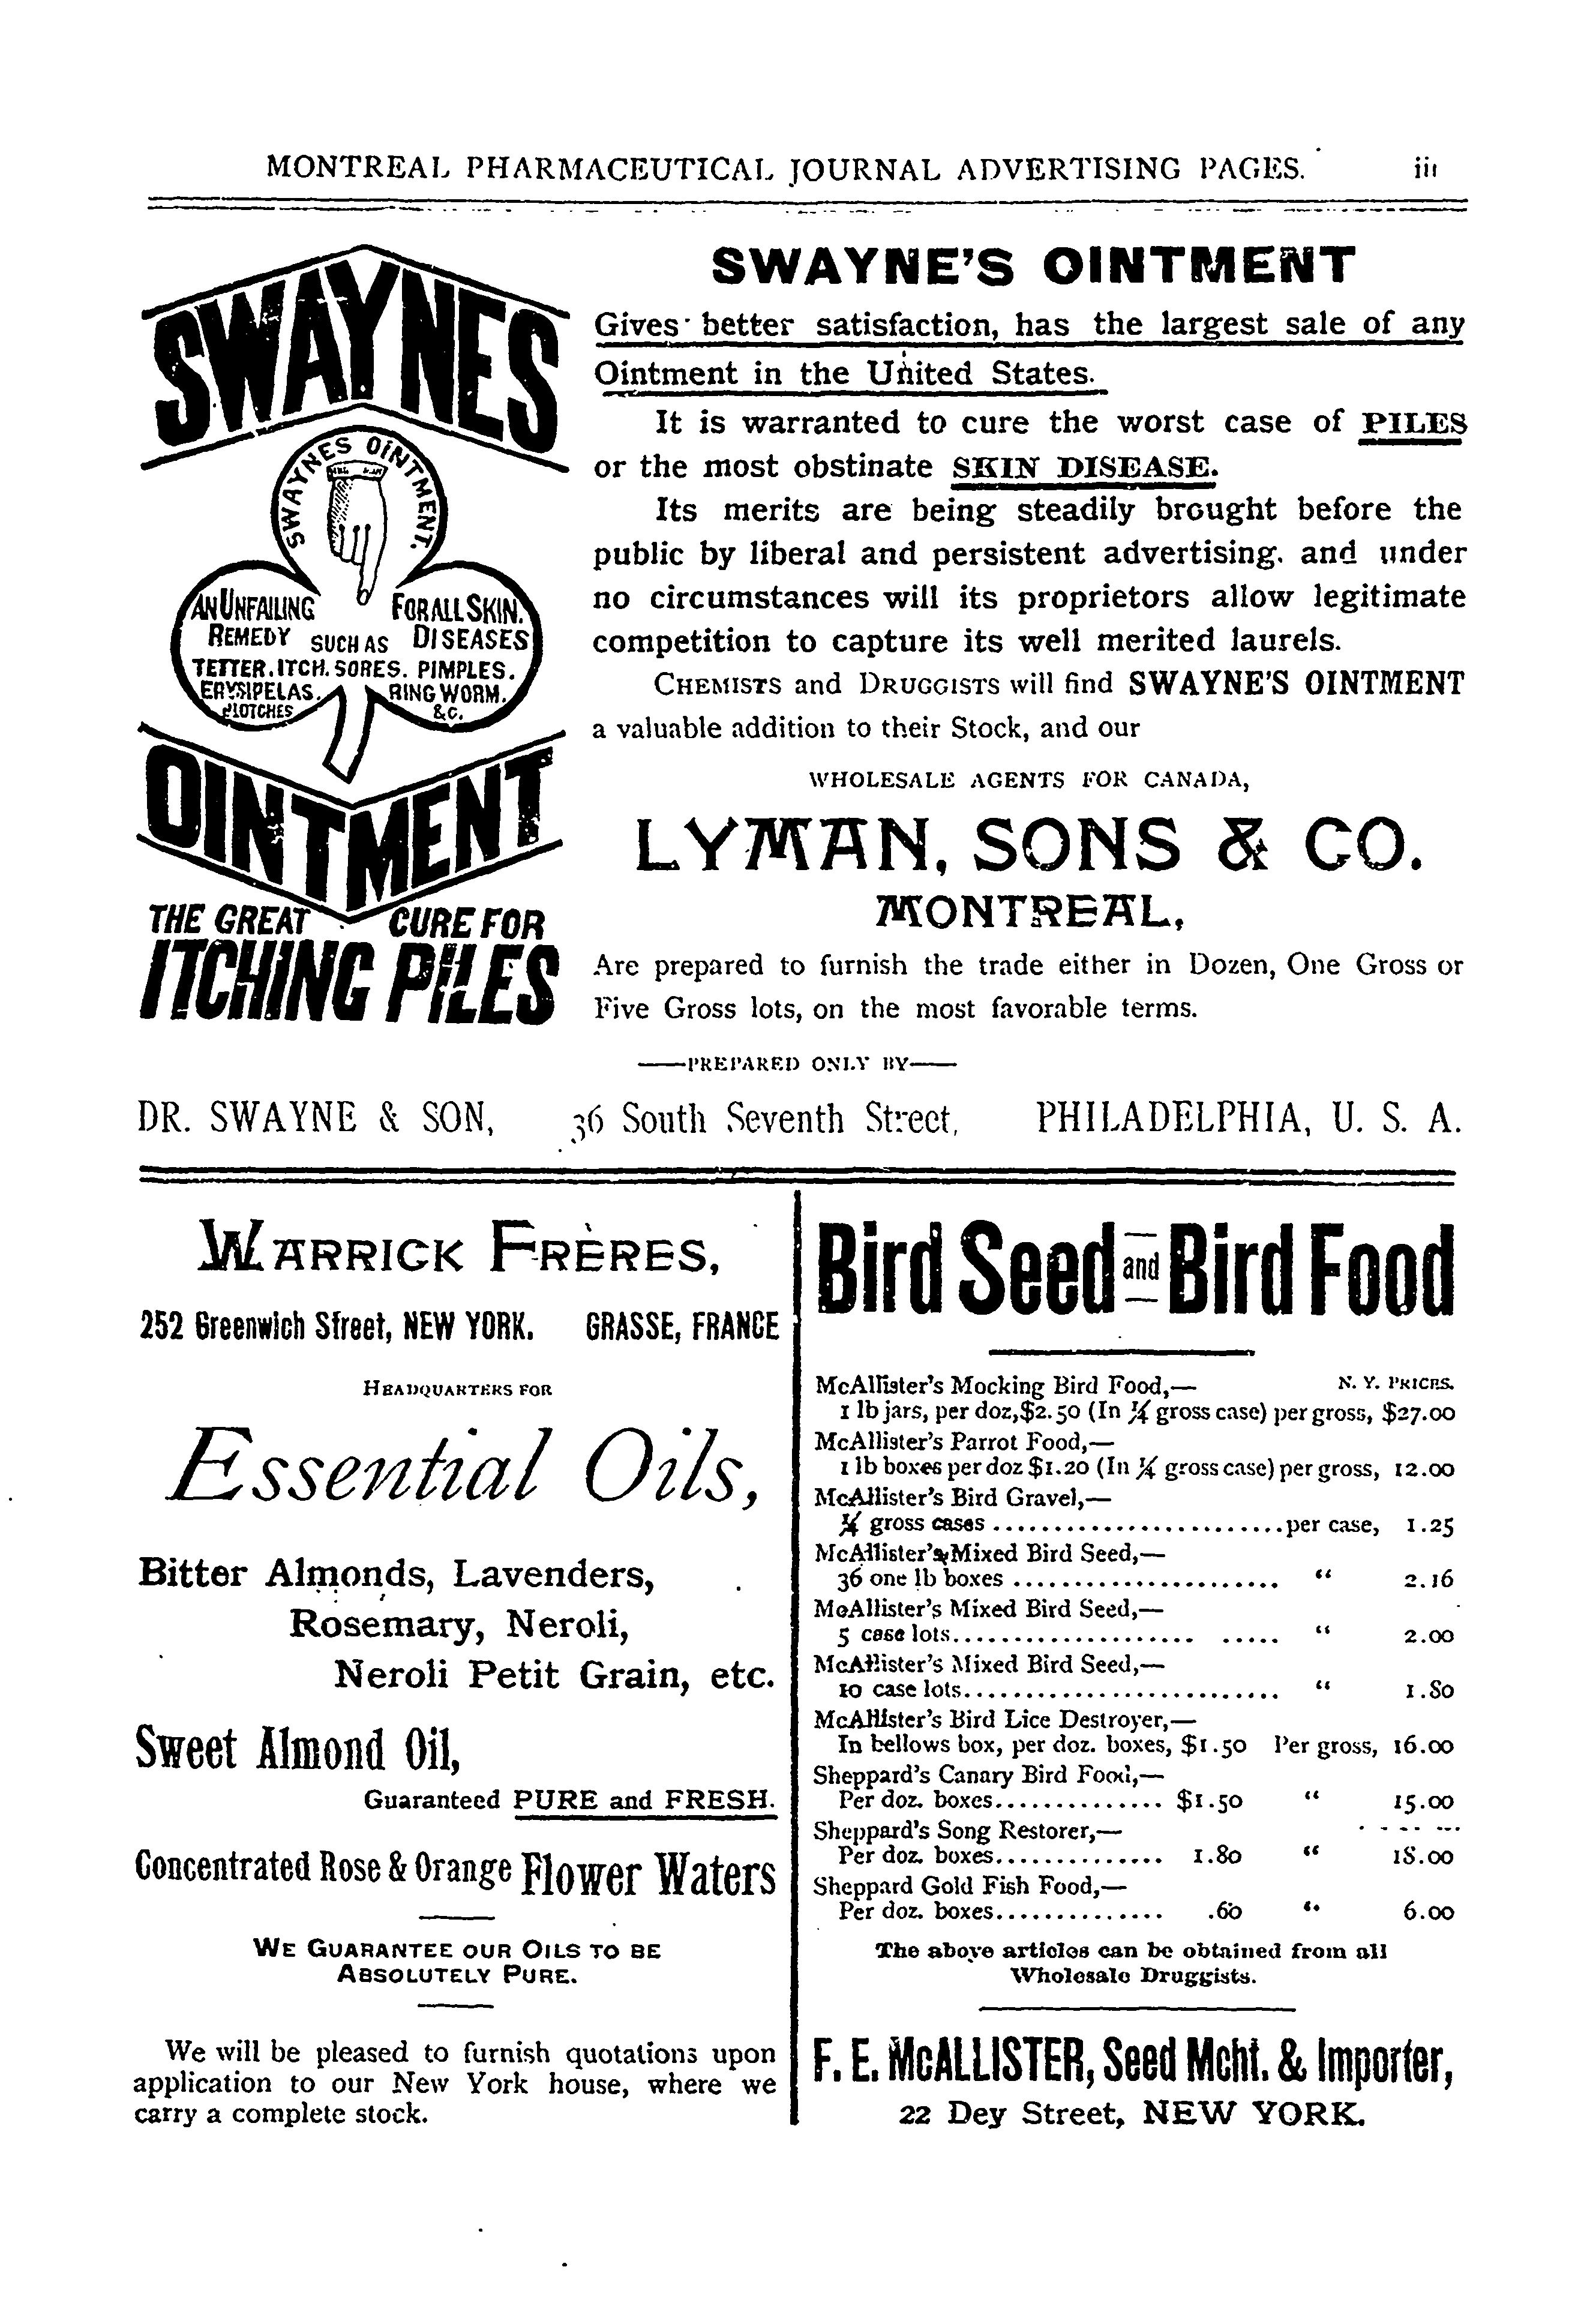 MONTREAL PHARMACEUTICAL JOURNAL ADVERTISING PAGES. iii
SWAYNES
SWAYNES OINTMENT.
AN UNFAILING FOR ALL SKIN.
REMEDY SUCH AS DISEASES
TETTER. ITCH. SORES. PIMPLES.
ERYSIPELAS. RING WORM.
BLOTCHES &C.
OINTMENT
THE GREAT CURE FOR
ITCHING PILES
SWAYNE'S OINTMENT
Gives better satisfaction, has the largest sale of any
Ointment in the United States.
It is warranted to cure the worst case of PILES
or the most obstinate SKIN DISEASE.
Its merits are being steadily brought before the
public by liberal and persistent advertising. and under
no circumstances will its proprietors allow legitimate
competition to capture its well merited laurels.
CHEMISTS and DRUGGISTS will find SWAYNE'S OINTMENT
a valuable addition to their Stock, and our
WHOLESALE AGENTS FOR CANADA,
LYMAN, SONS & CO.
MONTREAL,
Are prepared to furnish the trade either in Dozen, One Gross or
Five Gross lots, on the most favorable terms.
——PREPARED ONLY BY——
DR. SWAYNE & SON, 36 South Seventh Street, PHILADELPHIA, U. S. A.
WARRICK FRÈRES,
252 Greenwich Street, NEW YORK. GRASSE, FRANCE
HEADQUARTERS FOR
Essential Oils,
Bitter Almonds, Lavenders,
Rosemary, Neroli,
Neroli Petit Grain, etc.
Sweet Almond Oil,
Guaranteed PURE and FRESH.
Concentrated Rose & Orange Flower Waters
WE GUARANTEE OUR OILS TO BE
ABSOLUTELY PURE.
We will be pleased to furnish quotations upon
application to our New York house, where we
carry a complete stock.
Bird Seed and Bird Food
McAllister's Mocking Bird Food,— N. Y. PRICES.
1 lb jars, per doz,$2.50 (In ¼ gross case) per gross, $27.00
McAllister's Parrot Food,—
1 lb boxes per doz $1.20 (In ¼ gross case) per gross, 12.00
McAllister's Bird Gravel,—
¼ gross cases ........................per case, 1.25
McAllister's Mixed Bird Seed,—
36 one lb boxes ...................... “ 2.16
McAllister's Mixed Bird Seed,—
5 case lots.................... ..... “ 2.00
McAllister's Mixed Bird Seed,—
10 case lots.......................... “ 1.80
McAllister's Bird Lice Destroyer,—
In bellows box, per doz. boxes, $1.50 Per gross, 16.00
Sheppard's Canary Bird Food,—
Per doz. boxes.............. $1.50 “ 15.00
Sheppard's Song Restorer,—
Per doz. boxes.............. 1.80 “ 18.00
Sheppard Gold Fish Food,—
Per doz. boxes.............. .60 “ 6.00
The above articles can be obtained from all
Wholesale Druggists.
F. E. McALLISTER, Seed Mcht. & Importer,
22 Dey Street, NEW YORK.